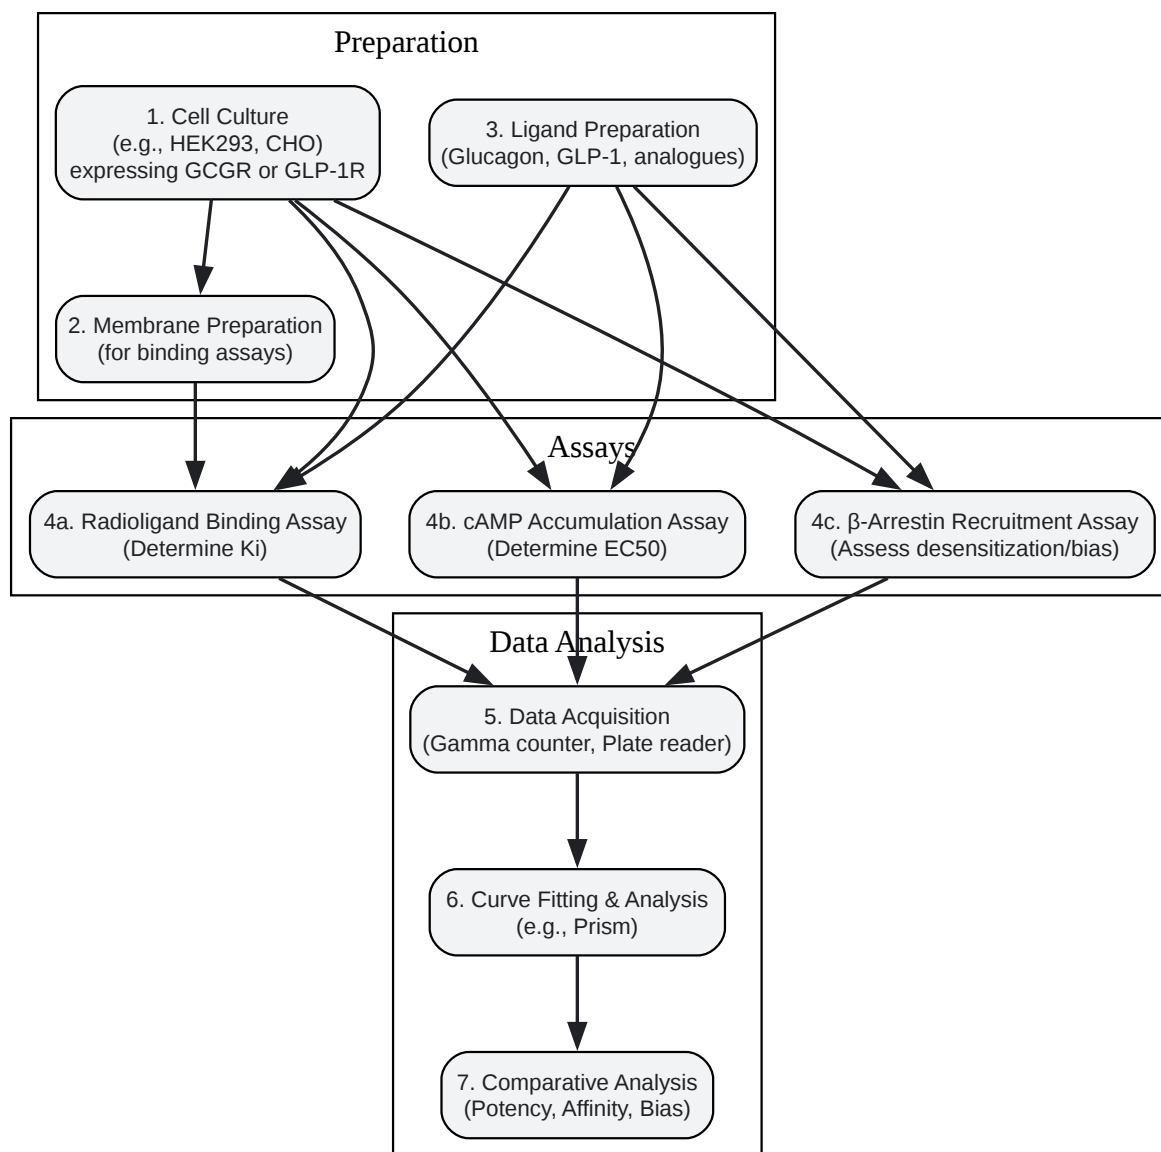 Preparation
1. Cell Culture
(e.g., HEK293, CHO)
expressing GCGR or GLP-1R
3. Ligand Preparation
(Glucagon, GLP-1, analogues)
2. Membrane Preparation
(for binding assays)
Assays
4a. Radioligand Binding Assay
(Determine Ki)
4b. cAMP Accumulation Assay
(Determine EC50)
4c. β-Arrestin Recruitment Assay
(Assess desensitization/bias)
Data Analysis
5. Data Acquisition
(Gamma counter, Plate reader)
6. Curve Fitting & Analysis
(e.g., Prism)
7. Comparative Analysis
(Potency, Affinity, Bias)